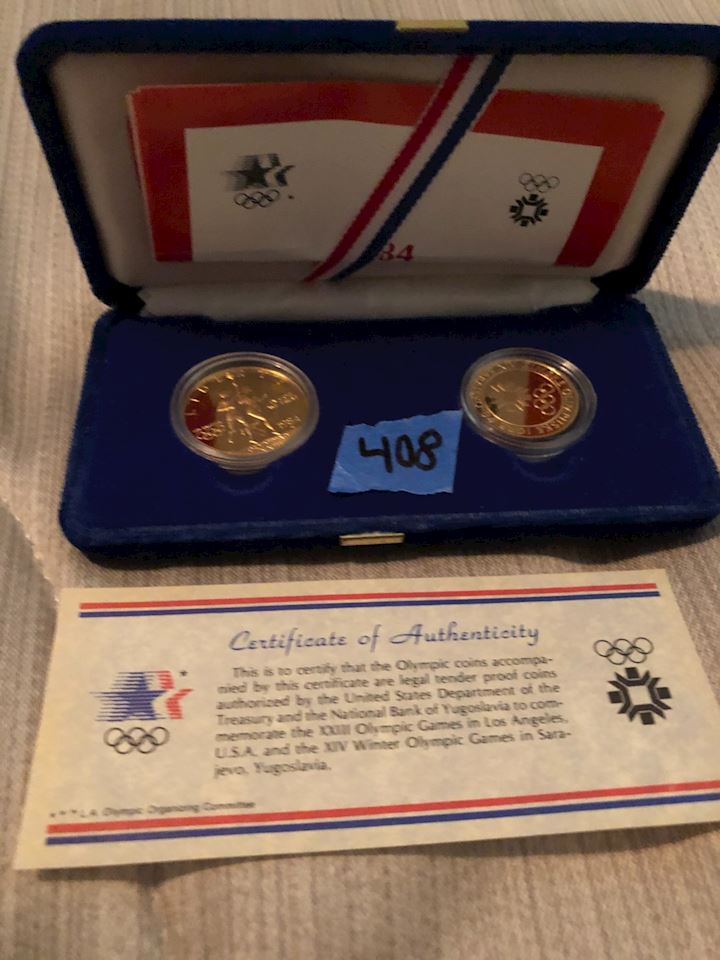 84
LIBERTY
408
Certificate of Authenticity
This is to certify that the Olympic coins accompa-
nied by this certificate are legal tender proof coins
authorized by the United States Department of the
Treasury and the National Bank of Yugoslavia to com-
memorate the XXIII Olympic Games in Los Angeles,
U.S.A. and the XIV Winter Olympic Games in Sara-
jevo, Yugoslavia.
L.A. Olympic Organizing Committee